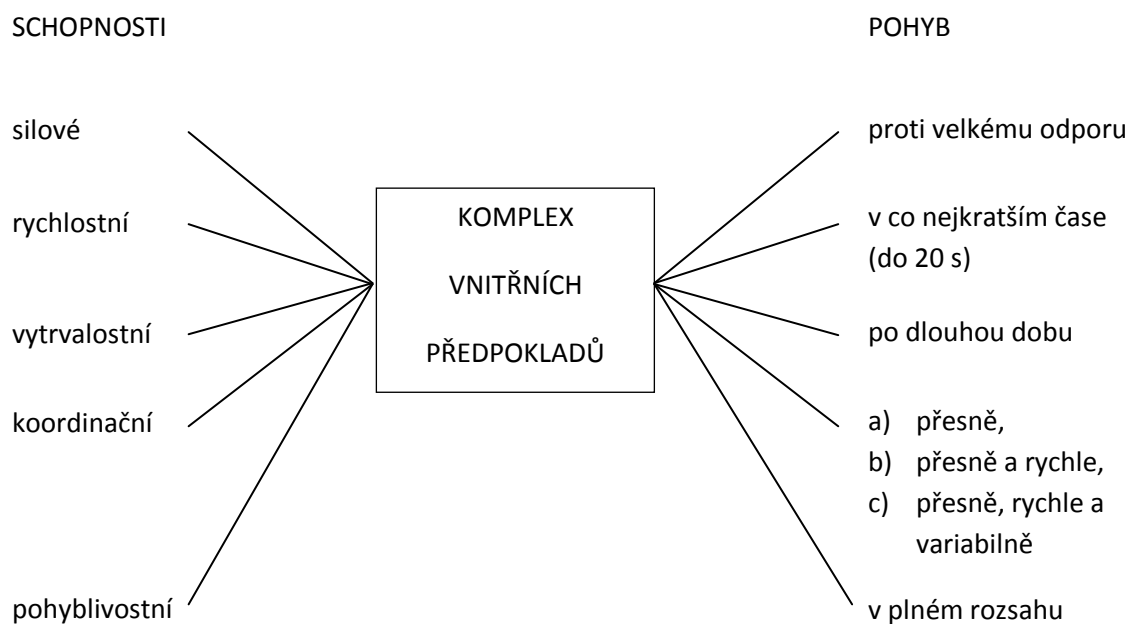 SCHOPNOSTI
POHYB
silové
proti velkému odporu
KOMPLEX
VNITŘNÍCH
PŘEDPOKLADŮ
rychlostní
v co nejkratším čase
(do 20 s)
vytrvalostní
po dlouhou dobu
koordinační
a) přesně,
b) přesně a rychle,
c) přesně, rychle a
variabilně
pohyblivostní
v plném rozsahu